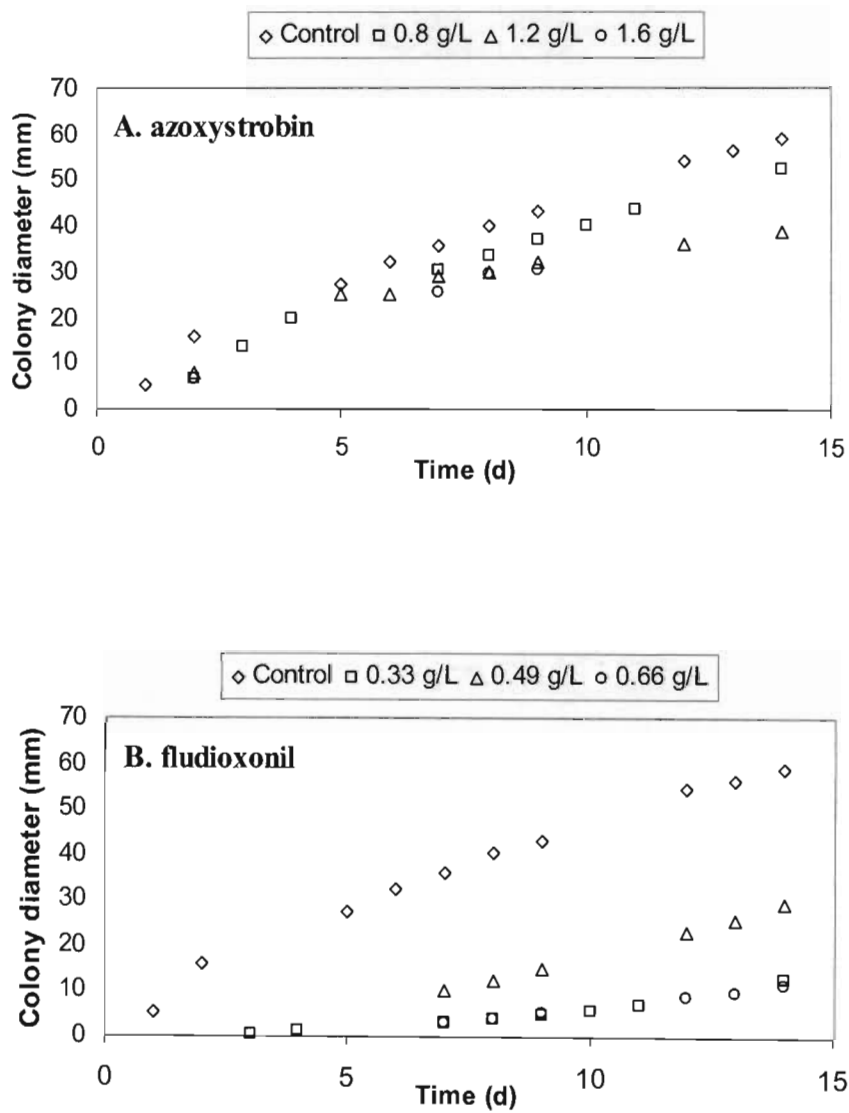 ◇ Control □ 0.8 g/L △ 1.2 g/L ○ 1.6 g/L
A. azoxystrobin
Colony diameter (mm)
70
60
50
40
30
20
10
0
0 5 10 15
Time (d)
◇ Control □ 0.33 g/L △ 0.49 g/L ○ 0.66 g/L
B. fludioxonil
Colony diameter (mm)
70
60
50
40
30
20
10
0
0 5 10 15
Time (d)